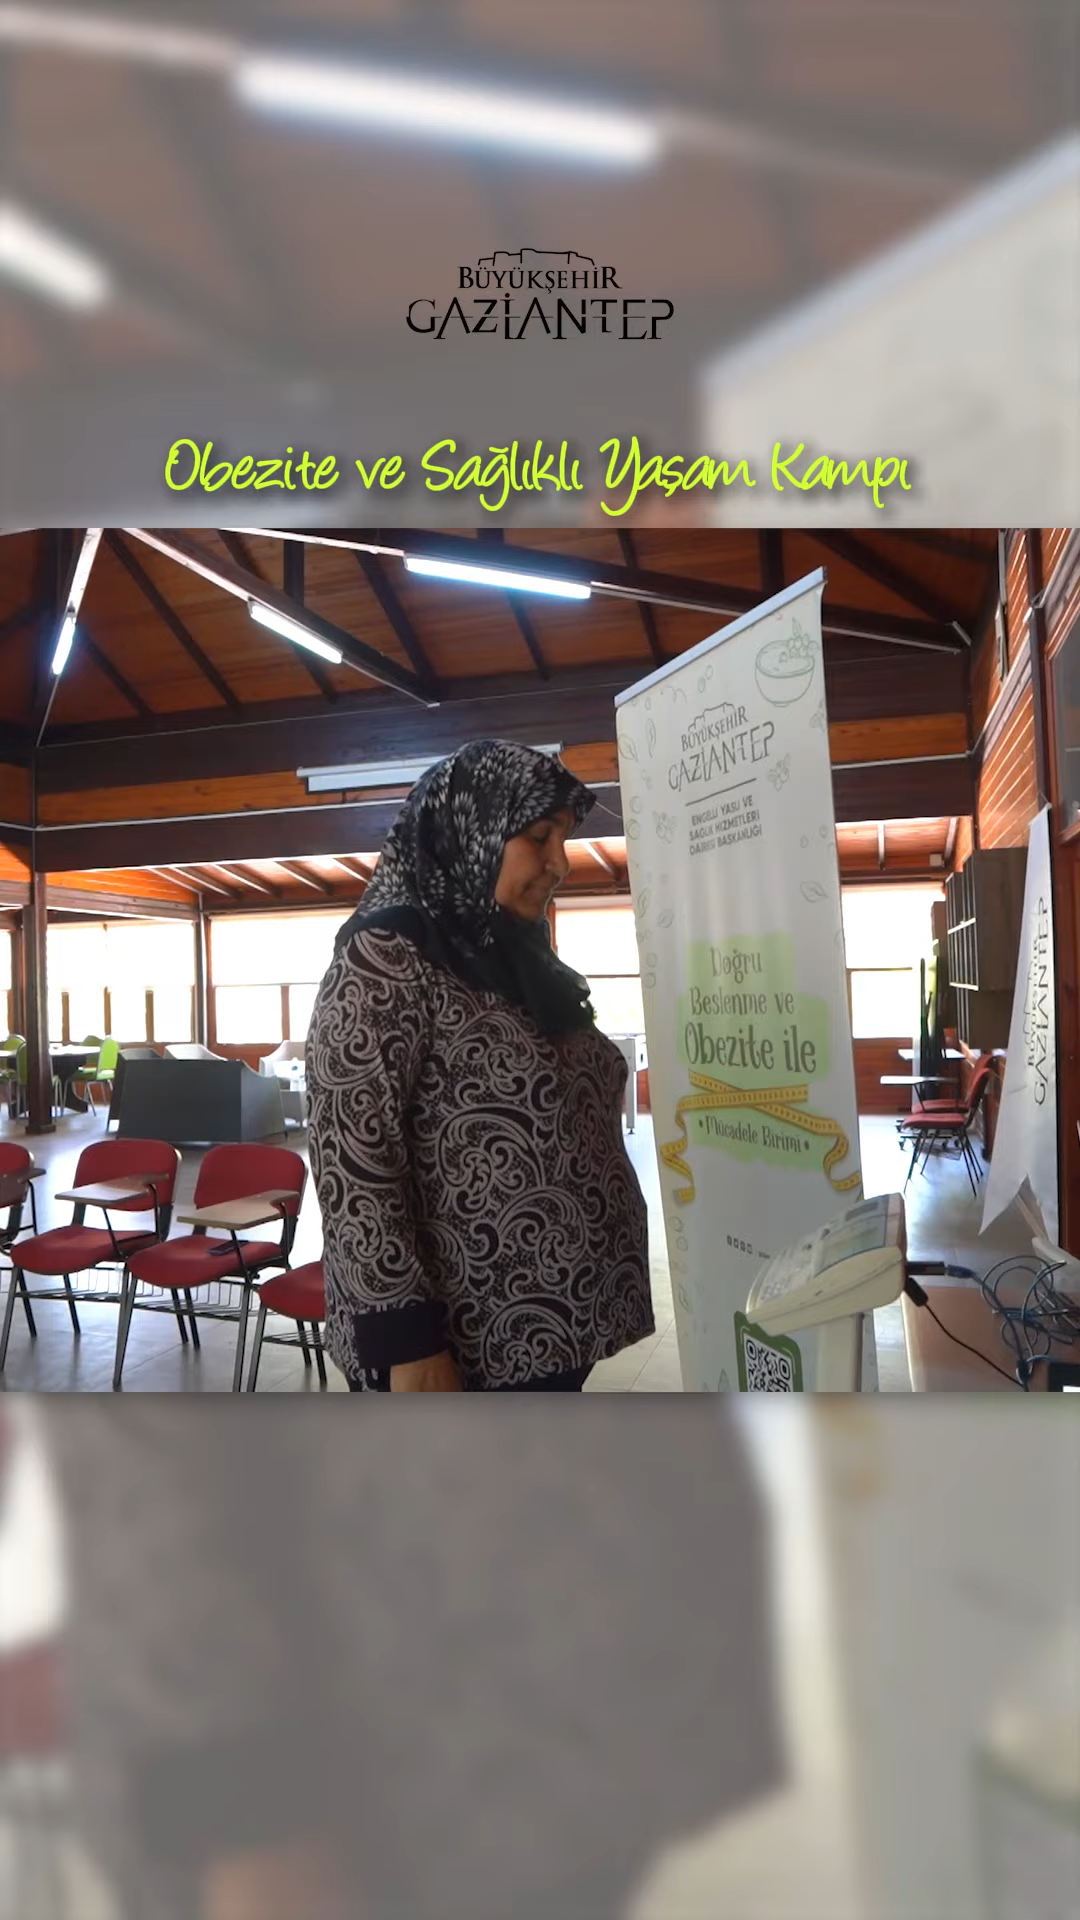 BÜYÜKŞEHİR
GAZİANTEP
Obezite ve Sağlıklı Yaşam Kampı
BÜYÜKŞEHİR
GAZİANTEP
ENGELLİ YAŞLI VE
SAĞLIK HİZMETLERİ
DAİRESİ BAŞKANLIĞI
Doğru
Beslenme ve
Obezite ile
• Mücadele Birimi •
BÜYÜKŞEHİR
GAZİANTEP